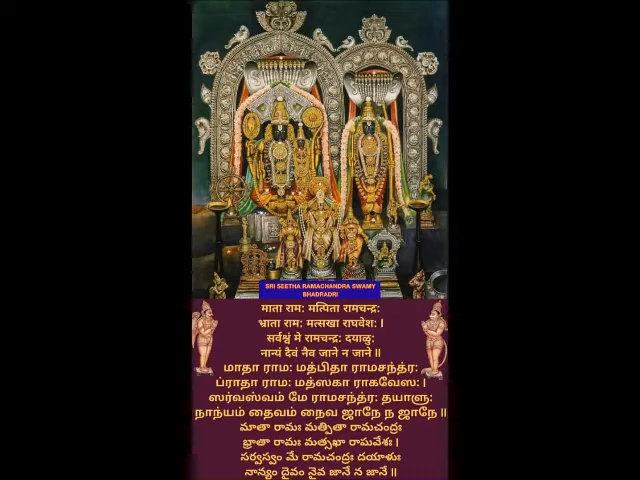 SRI SEETHA RAMACHANDRA SWAMY
BHADRADRI
माता राम: मत्पिता रामचन्द्र:
भ्राता राम: मत्सखा राघवेश: ।
सर्वश्वं मे रामचन्द्र: दयाळु:
नान्यं दैवं नैव जाने न जाने ॥
மாதா ராம: மத்பிதா ராமசந்த்ர:
ப்ராதா ராம: மத்ஸகா ராகவேஸ: ।
ஸர்வஸ்வம் மே ராமசந்த்ர: தயாளு:
நாந்யம் தைவம் நைவ ஜானே ந ஜானே ॥
మాతా రామః మత్పితా రామచంద్రః
భ్రాతా రామః మత్సఖా రాఘవేశః ।
సర్వస్వం మే రామచంద్రః దయాళుః
నాన్యం దైవం నైవ జానే న జానే ॥